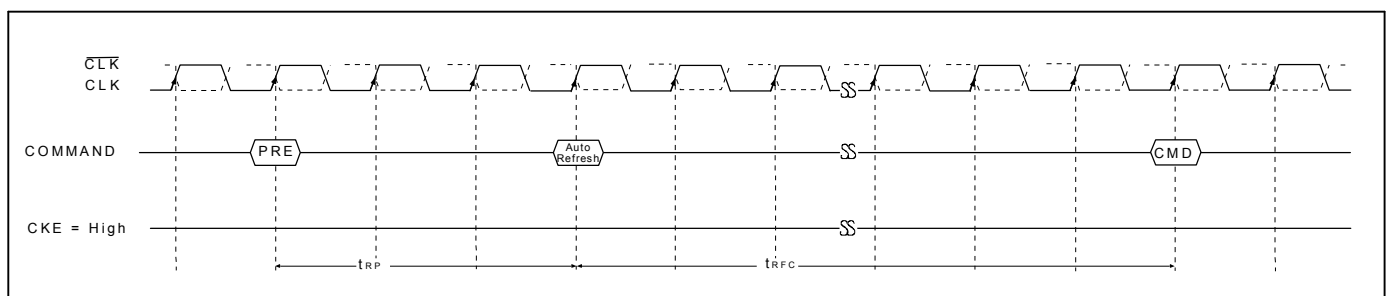 CLK
CLK
COMMAND
PRE
Auto
Refresh
CMD
CKE = High
tRP
tRFC